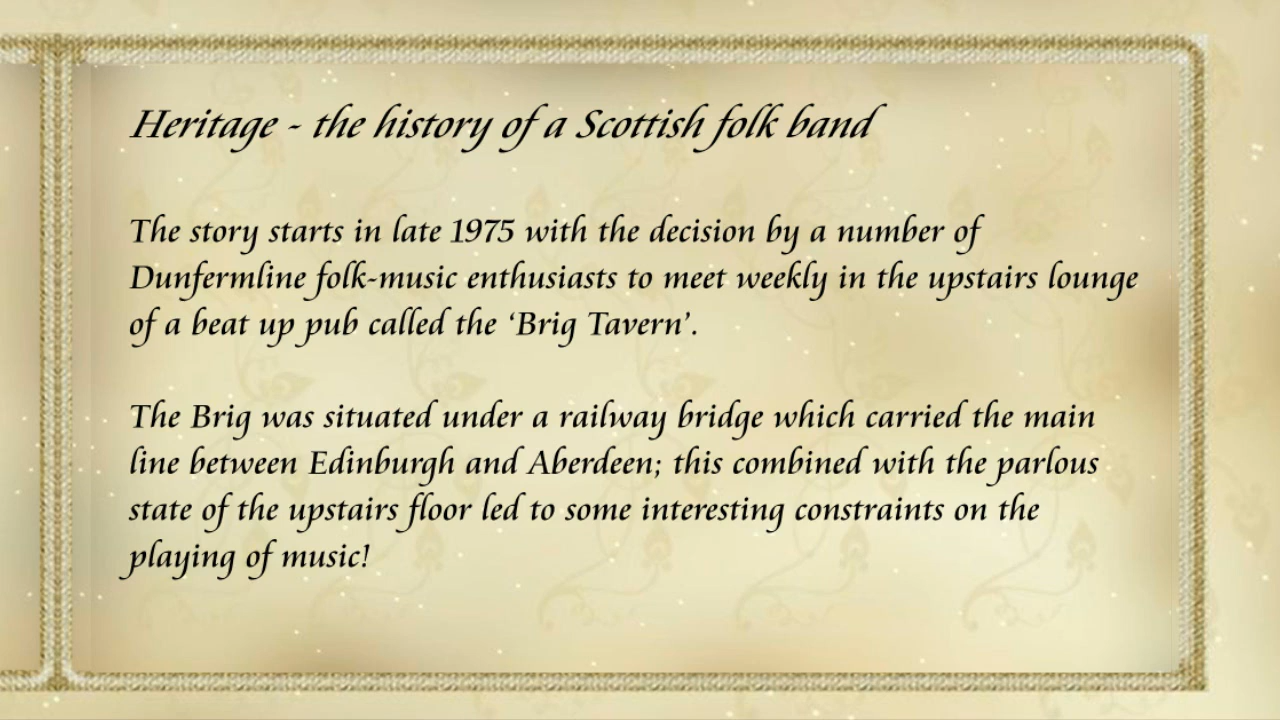 Heritage - the history of a Scottish folk band
The story starts in late 1975 with the decision by a number of
Dunfermline folk-music enthusiasts to meet weekly in the upstairs lounge
of a beat up pub called the ‘Brig Tavern’.
The Brig was situated under a railway bridge which carried the main
line between Edinburgh and Aberdeen; this combined with the parlous
state of the upstairs floor led to some interesting constraints on the
playing of music!